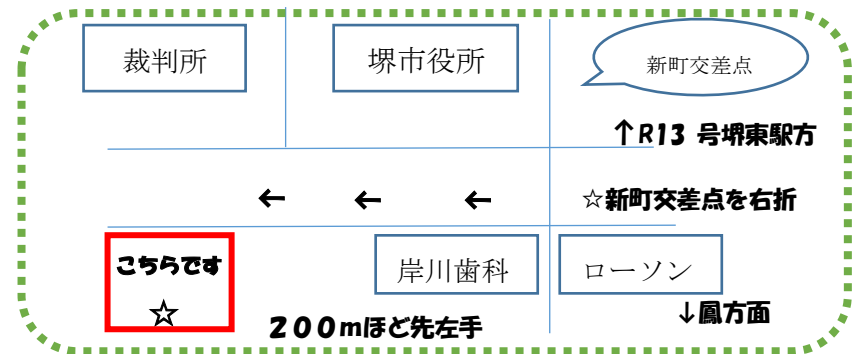 裁判所
堺市役所
新町交差点
↑R13 号堺東駅方
← ← ←
☆新町交差点を右折
こちらです
☆
岸川歯科
ローソン
200mほど先左手
↓鳳方面